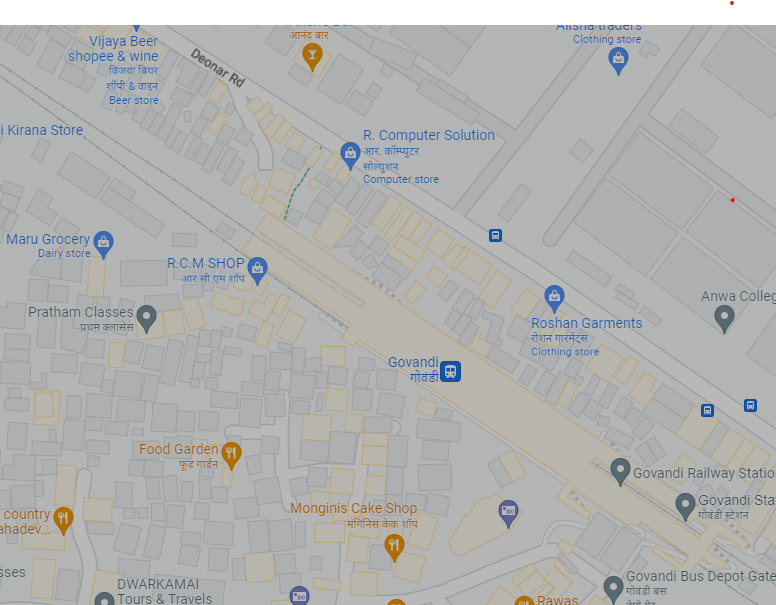 आनंद बार
Alisha traders
Clothing store
Vijaya Beer
shopee & wine
विजया बियर
शॉपी & वाइन
Beer store
Deonar Rd
i Kirana Store
R. Computer Solution
आर. कॉम्प्युटर
सोल्युशन
Computer store
Maru Grocery
Dairy store
R.C.M SHOP
आर.सी.एम शॉप
Anwa Colleg
Pratham Classes
प्रथम क्लासेस
Roshan Garments
रोशन गारमेंट्स
Clothing store
Govandi
गोवंडी
Food Garden
फूड गार्डन
Govandi Railway Statio
Govandi Sta
गोवंडी स्टेशन
Monginis Cake Shop
मंगिनिस केक शॉप
country
ahadev...
sses
DWARKAMAI
Tours & Travels
Govandi Bus Depot Gate
गोवंडी बस
Rawas